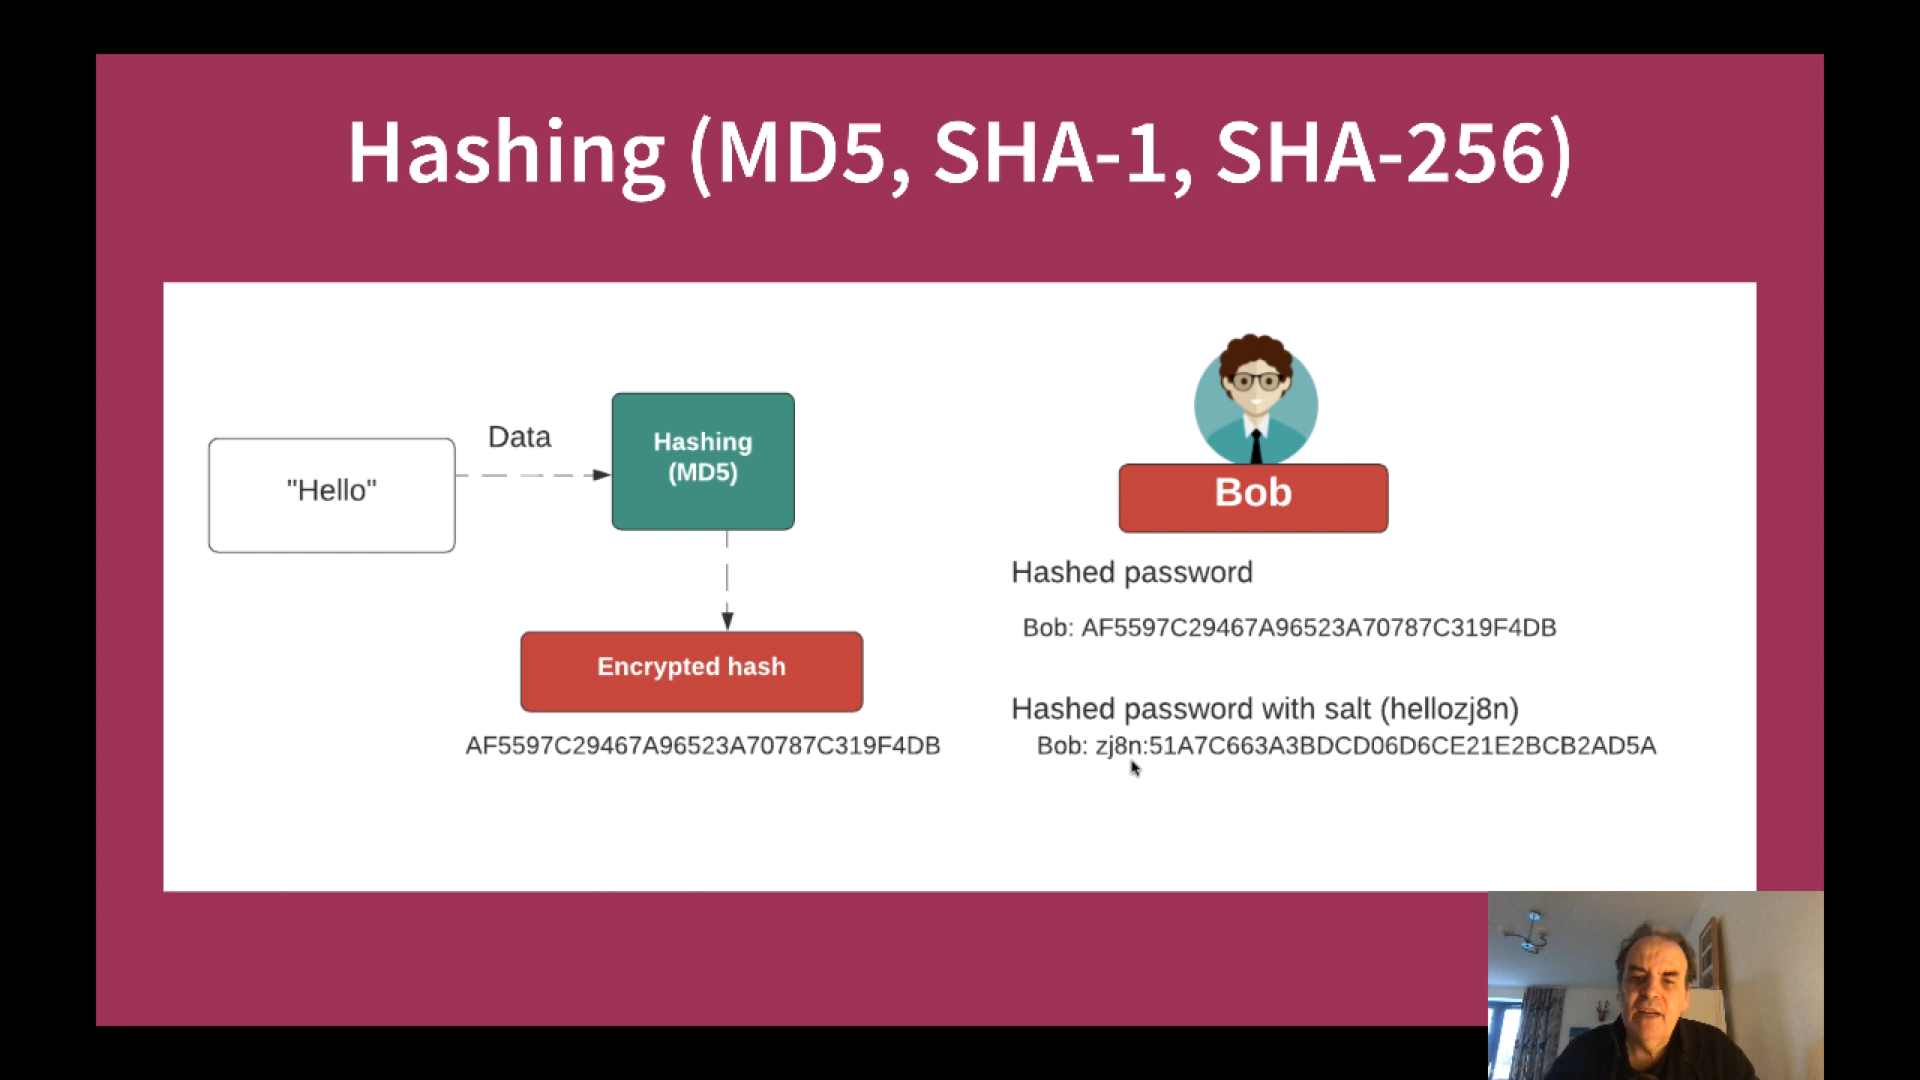 Hashing (MD5, SHA-1, SHA-256)
"Hello"
Data
Hashing
(MD5)
Encrypted hash
AF5597C29467A96523A70787C319F4DB
Bob
Hashed password
Bob: AF5597C29467A96523A70787C319F4DB
Hashed password with salt (hellozj8n)
Bob: zj8n:51A7C663A3BDCD06D6CE21E2BCB2AD5A